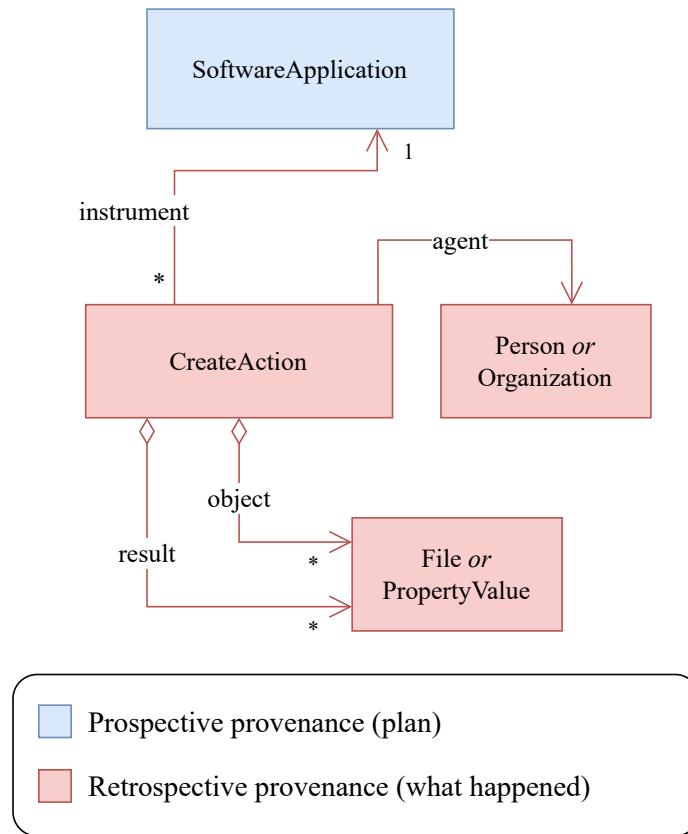 SoftwareApplication
1
instrument
*
agent
CreateAction
Person or
Organization
object
result
*
*
File or
PropertyValue
Prospective provenance (plan)
Retrospective provenance (what happened)